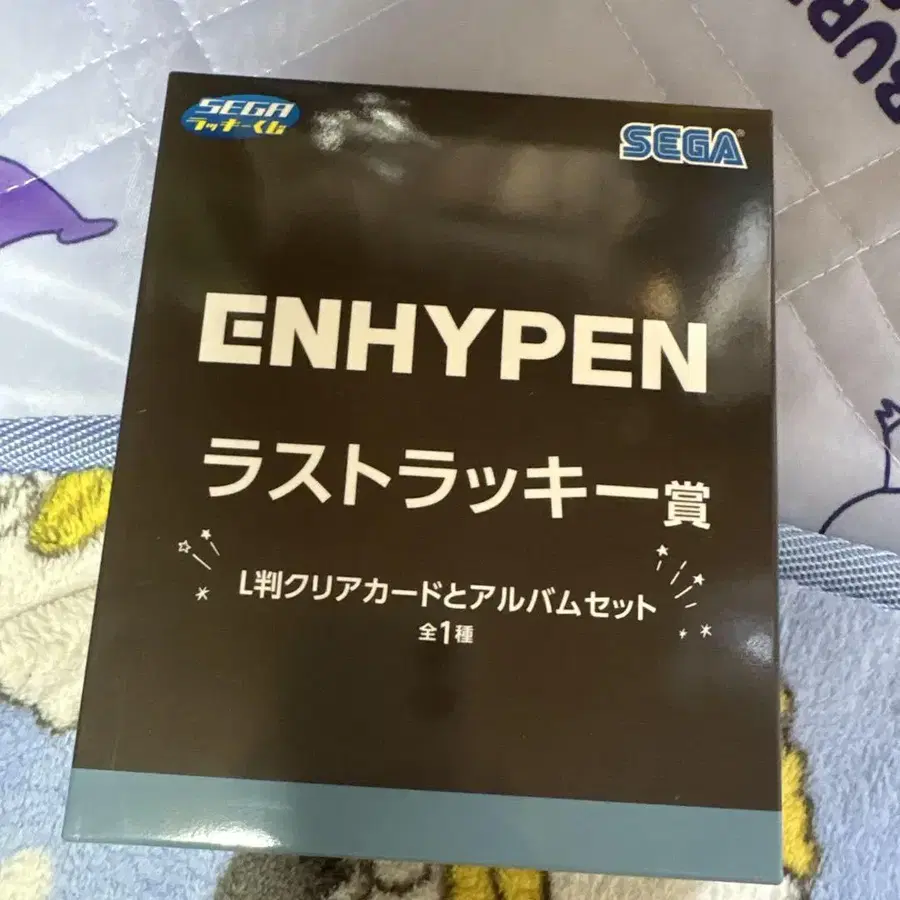 SEGA
ラッキーくじ
SEGA
ENHYPEN
ラストラッキー賞
L判クリアカードとアルバムセット
全1種